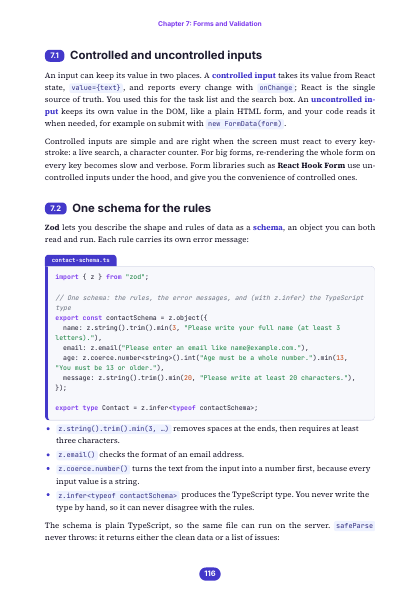 Chapter 7: Forms and Validation
7.1 Controlled and uncontrolled inputs
An input can keep its value in two places. A controlled input takes its value from React
state, value={text}, and reports every change with onChange; React is the single
source of truth. You used this for the task list and the search box. An uncontrolled in-
put keeps its own value in the DOM, like a plain HTML form, and your code reads it
when needed, for example on submit with new FormData(form).
Controlled inputs are simple and are right when the screen must react to every key-
stroke: a live search, a character counter. For big forms, re-rendering the whole form on
every key becomes slow and verbose. Form libraries such as React Hook Form use un-
controlled inputs under the hood, and give you the convenience of controlled ones.
7.2 One schema for the rules
Zod lets you describe the shape and rules of data as a schema, an object you can both
read and run. Each rule carries its own error message:
contact-schema.ts
import { z } from "zod";
// One schema: the rules, the error messages, and (with z.infer) the TypeScript
type
export const contactSchema = z.object({
name: z.string().trim().min(3, "Please write your full name (at least 3
letters)."),
email: z.email("Please enter an email like name@example.com."),
age: z.coerce.number<string>().int("Age must be a whole number.").min(13,
"You must be 13 or older."),
message: z.string().trim().min(20, "Please write at least 20 characters."),
});
export type Contact = z.infer<typeof contactSchema>;
• z.string().trim().min(3, …) removes spaces at the ends, then requires at least
three characters.
• z.email() checks the format of an email address.
• z.coerce.number() turns the text from the input into a number first, because every
input value is a string.
• z.infer<typeof contactSchema> produces the TypeScript type. You never write the
type by hand, so it can never disagree with the rules.
The schema is plain TypeScript, so the same file can run on the server. safeParse
never throws: it returns either the clean data or a list of issues:
116